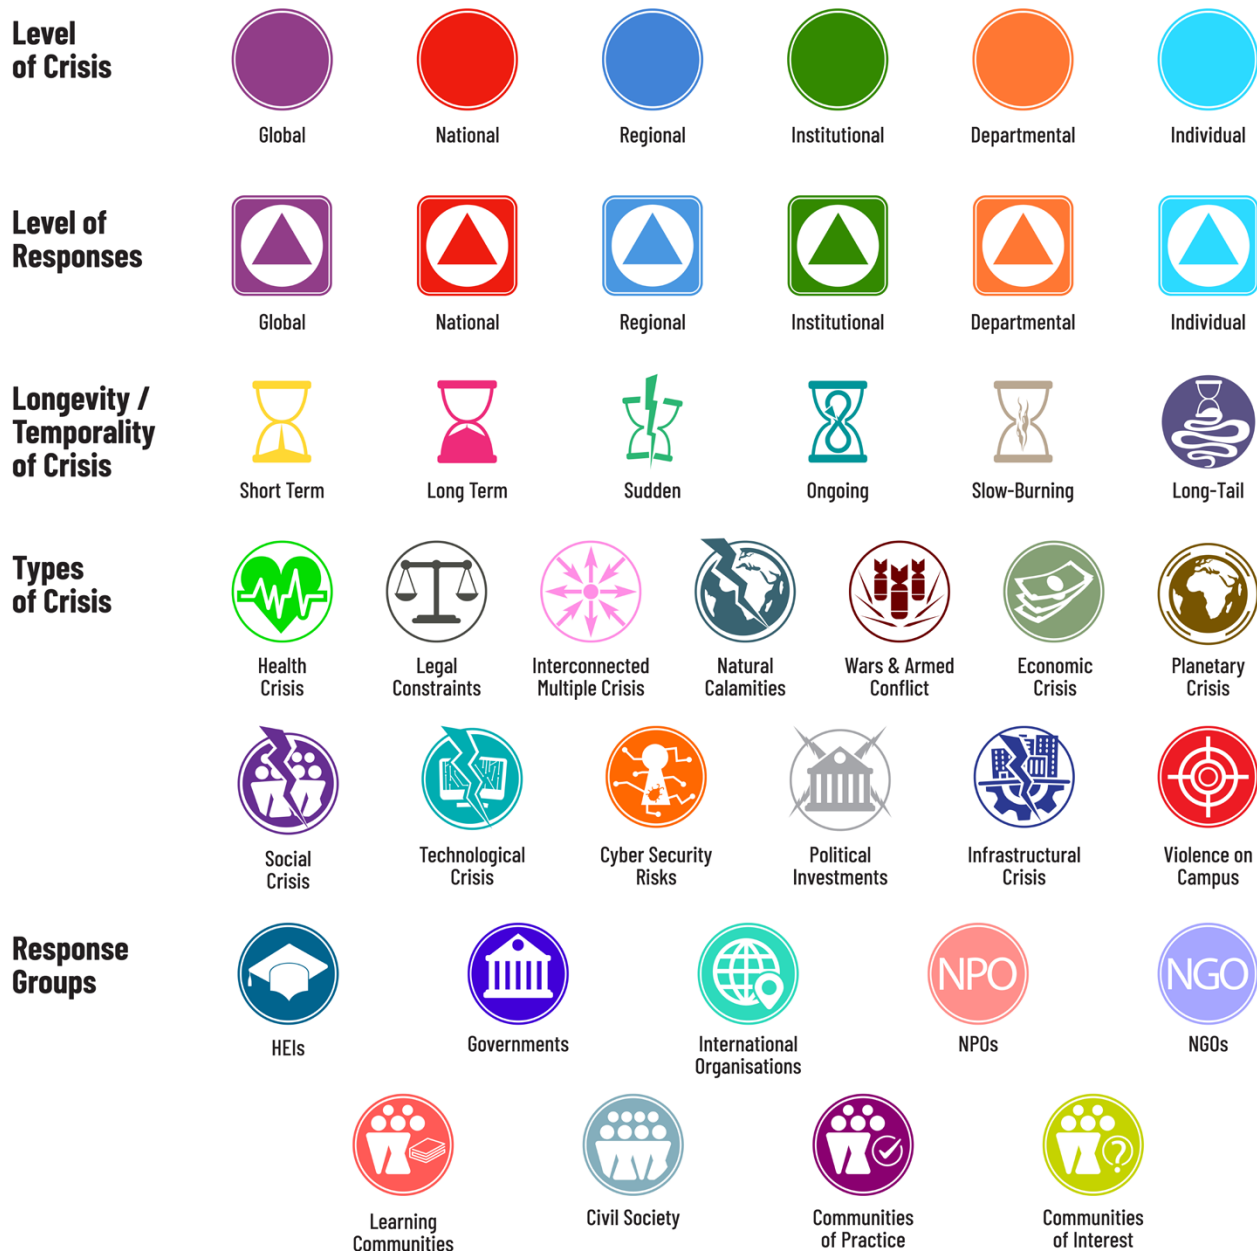 Level
of Crisis
Global
National
Regional
Institutional
Departmental
Individual
Level of
Responses
Global
National
Regional
Institutional
Departmental
Individual
Longevity /
Temporality
of Crisis
Short Term
Long Term
Sudden
Ongoing
Slow-Burning
Long-Tail
Types
of Crisis
Health
Crisis
Legal
Constraints
Interconnected
Multiple Crisis
Natural
Calamities
Wars & Armed
Conflict
Economic
Crisis
Planetary
Crisis
Social
Crisis
Technological
Crisis
Cyber Security
Risks
Political
Investments
Infrastructural
Crisis
Violence on
Campus
Response
Groups
HEIs
Governments
International
Organisations
NPO
NPOs
NGO
NGOs
Learning
Communities
Civil Society
Communities
of Practice
Communities
of Interest